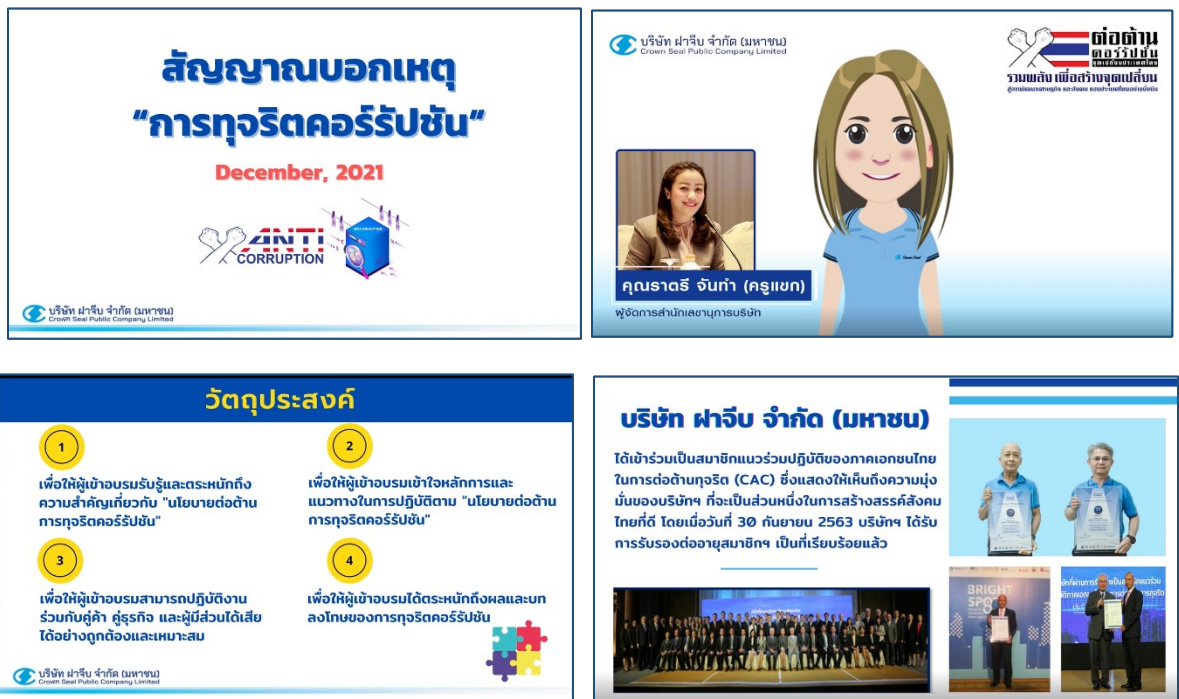 สัญญาณบอกเหตุ
“การทุจริตคอร์รัปชัน”
December, 2021
ANTI
CORRUPTION
บริษัท ฝาจีบ จำกัด (มหาชน)
Crown Seal Public Company Limited
บริษัท ฝาจีบ จำกัด (มหาชน)
Crown Seal Public Company Limited
ต่อต้าน
คอร์รัปชั่น
จุดเปลี่ยนประเทศไทย
รวมพลัง เพื่อสร้างจุดเปลี่ยน
Crown Seal
คุณราตรี จันทำ (ครูแขก)
ผู้จัดการสำนักเลขานุการบริษัท
วัตถุประสงค์
1
เพื่อให้ผู้เข้าอบรมรับรู้และตระหนักถึง
ความสำคัญเกี่ยวกับ "นโยบายต่อต้าน
การทุจริตคอร์รัปชัน"
2
เพื่อให้ผู้เข้าอบรมเข้าใจหลักการและ
แนวทางในการปฏิบัติตาม "นโยบายต่อต้าน
การทุจริตคอร์รัปชัน"
3
เพื่อให้ผู้เข้าอบรมสามารถปฏิบัติงาน
ร่วมกับคู่ค้า คู่ธุรกิจ และผู้มีส่วนได้เสีย
ได้อย่างถูกต้องและเหมาะสม
4
เพื่อให้ผู้เข้าอบรมได้ตระหนักถึงผลและบท
ลงโทษของการทุจริตคอร์รัปชัน
บริษัท ฝาจีบ จำกัด (มหาชน)
Crown Seal Public Company Limited
บริษัท ฝาจีบ จำกัด (มหาชน)
ได้เข้าร่วมเป็นสมาชิกแนวร่วมปฏิบัติของภาคเอกชนไทย
ในการต่อต้านทุจริต (CAC) ซึ่งแสดงให้เห็นถึงความมุ่ง
มั่นของบริษัทฯ ที่จะเป็นส่วนหนึ่งในการสร้างสรรค์สังคม
ไทยที่ดี โดยเมื่อวันที่ 30 กันยายน 2563 บริษัทฯ ได้รับ
การรับรองต่ออายุสมาชิกฯ เป็นที่เรียบร้อยแล้ว
CAC
CAC
BRIGHT